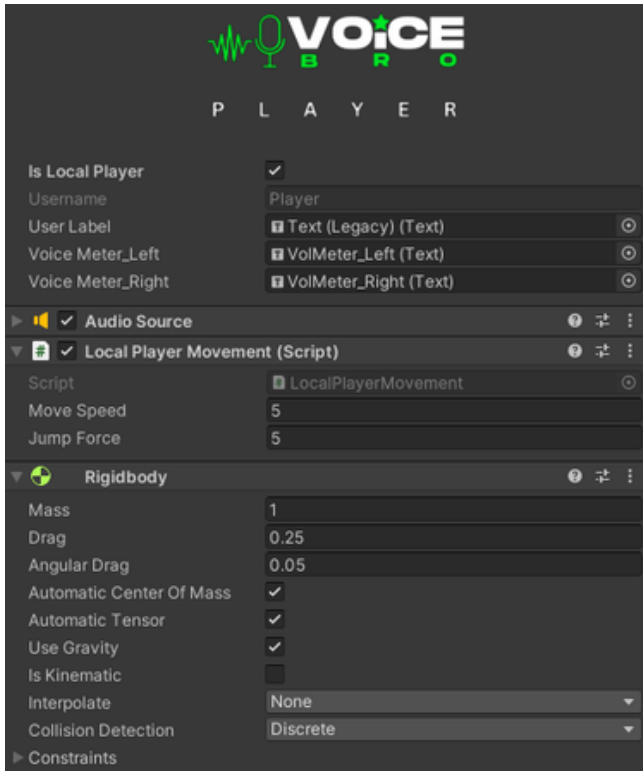 VOiCE
B R O
P L A Y E R
Is Local Player
Username Player
User Label Text (Legacy) (Text)
Voice Meter_Left VolMeter_Left (Text)
Voice Meter_Right VolMeter_Right (Text)
Audio Source
# Local Player Movement (Script)
Script LocalPlayerMovement
Move Speed 5
Jump Force 5
Rigidbody
Mass 1
Drag 0.25
Angular Drag 0.05
Automatic Center Of Mass
Automatic Tensor
Use Gravity
Is Kinematic
Interpolate None
Collision Detection Discrete
Constraints